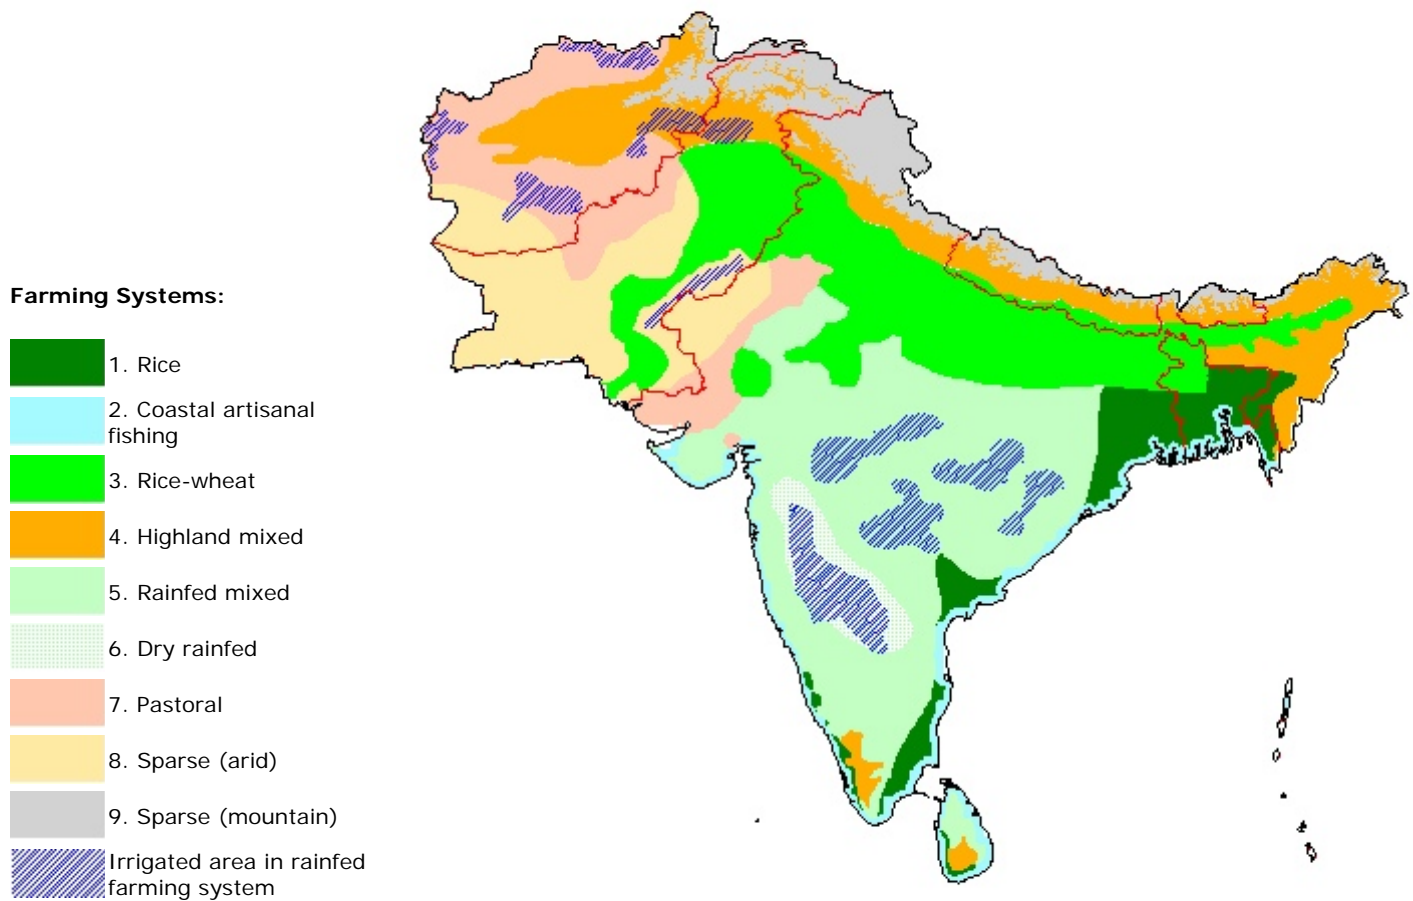 Farming Systems:
1. Rice
2. Coastal artisanal
fishing
3. Rice-wheat
4. Highland mixed
5. Rainfed mixed
6. Dry rainfed
7. Pastoral
8. Sparse (arid)
9. Sparse (mountain)
Irrigated area in rainfed
farming system